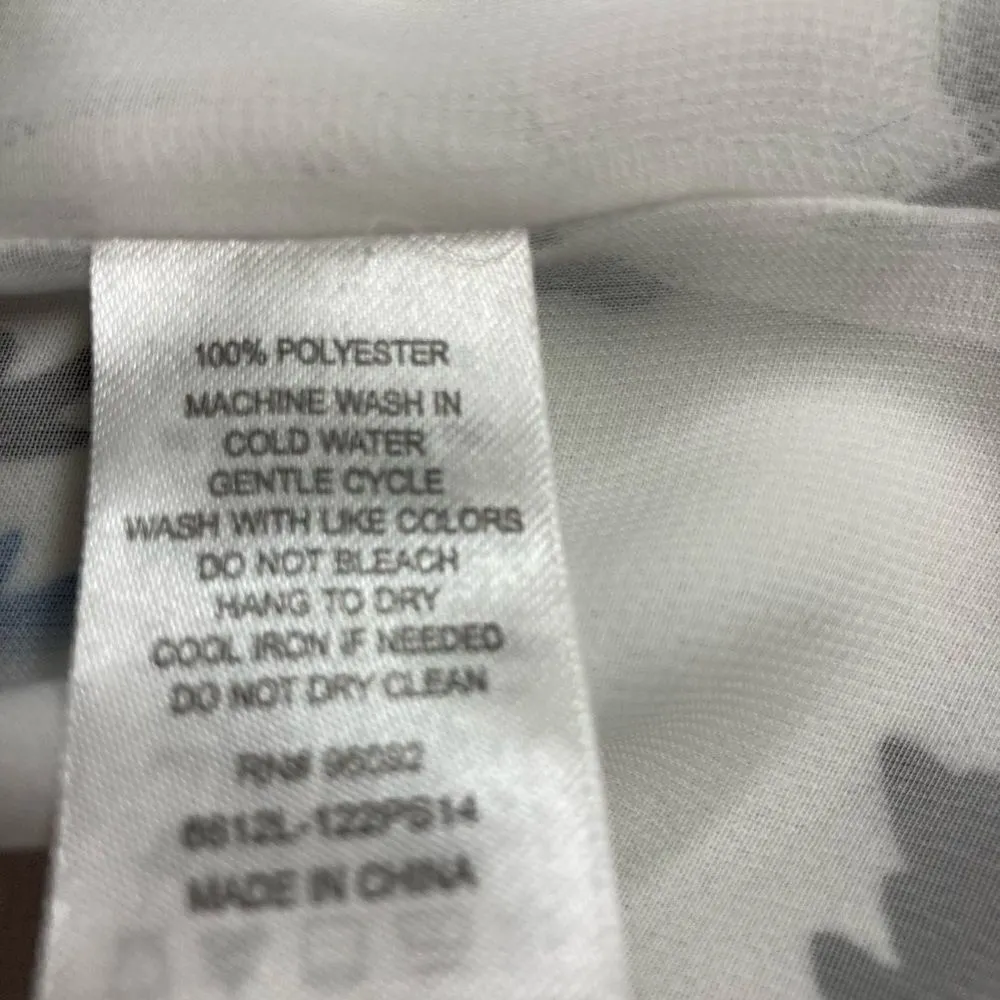 100% POLYESTER
MACHINE WASH IN
COLD WATER
GENTLE CYCLE
WASH WITH LIKE COLORS
DO NOT BLEACH
HANG TO DRY
COOL IRON IF NEEDED
DO NOT DRY CLEAN
RN#
MADE IN CHINA